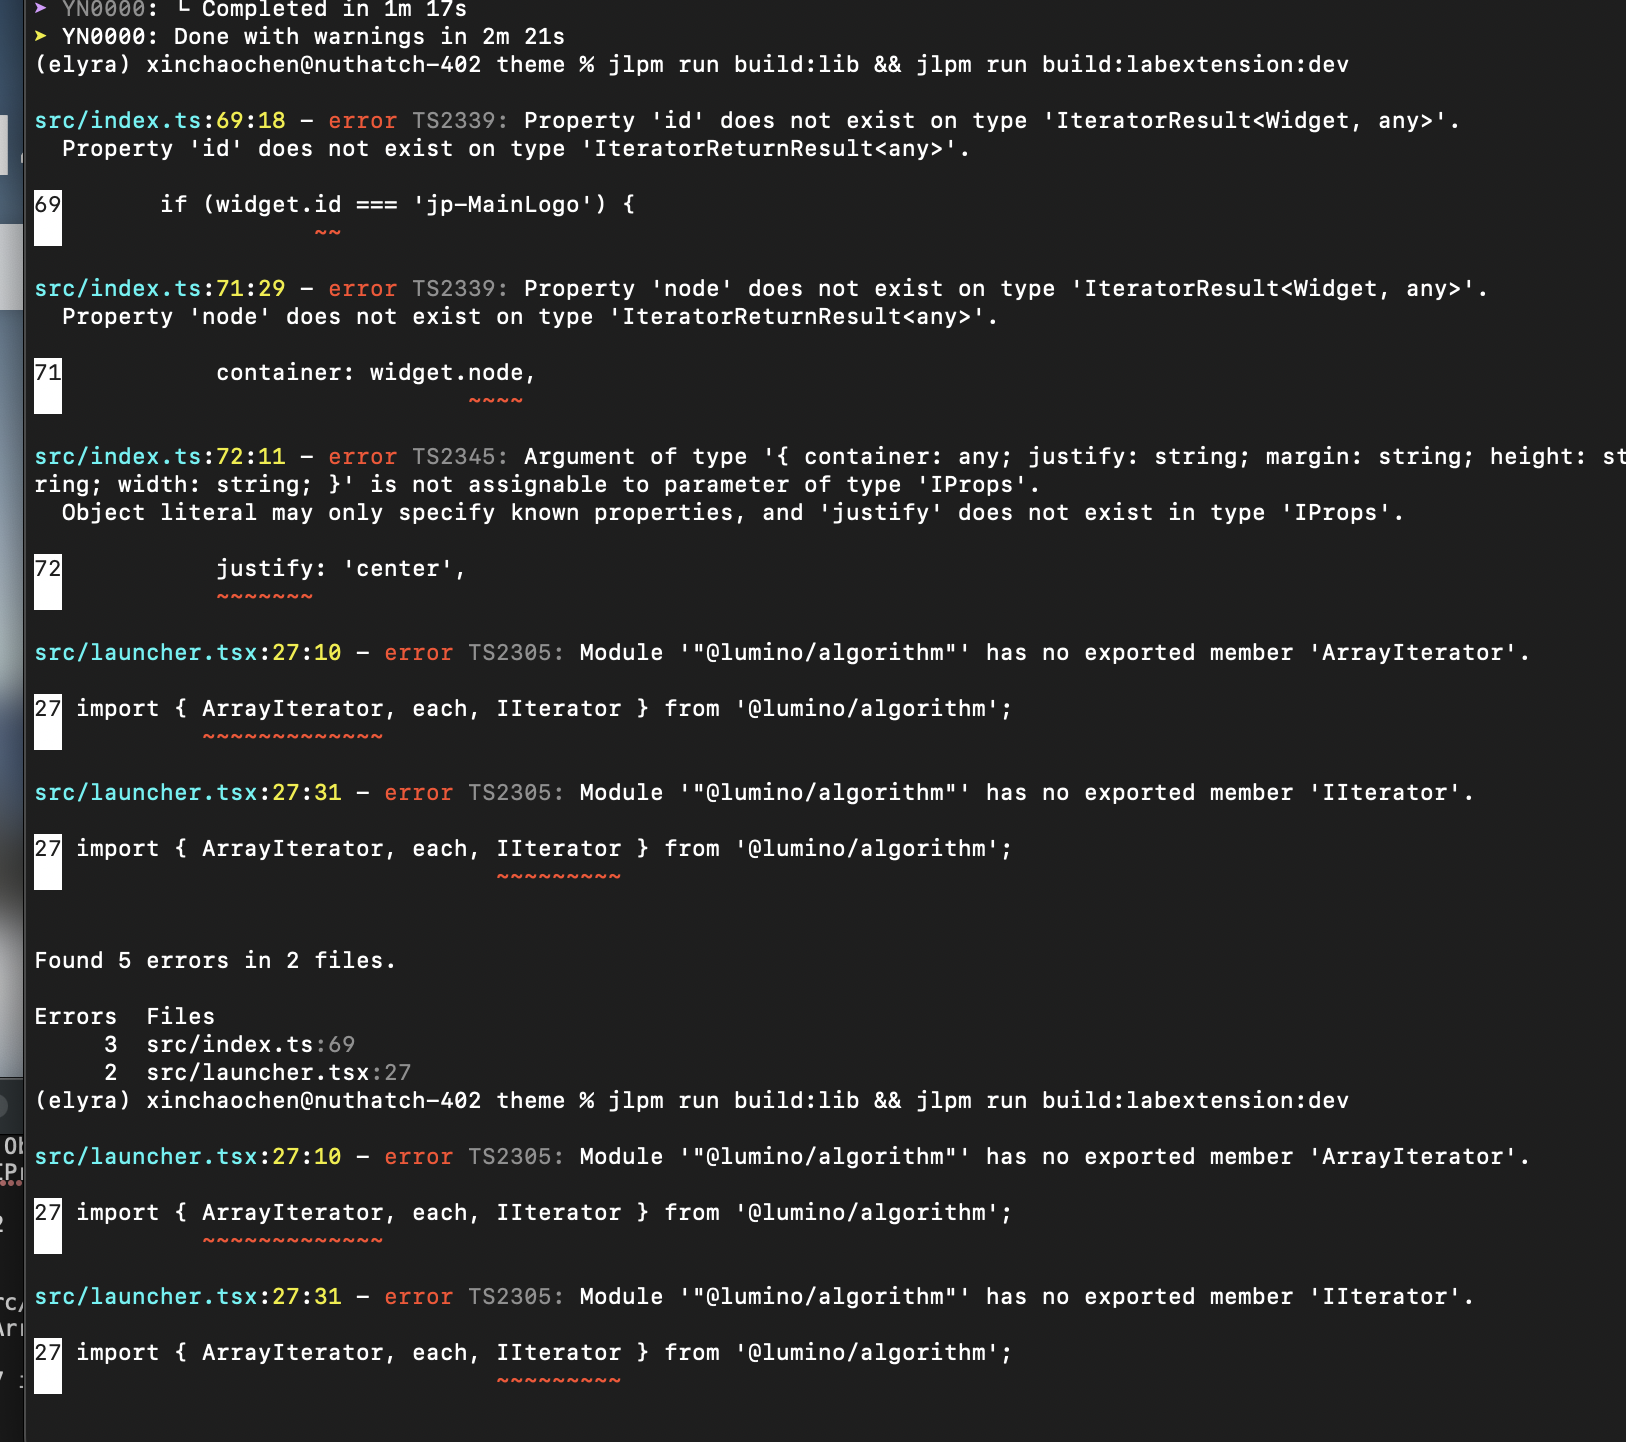 ➤ YN0000: └ Completed in 1m 17s
➤ YN0000: Done with warnings in 2m 21s
(elyra) xinchaochen@nuthatch-402 theme % jlpm run build:lib && jlpm run build:labextension:dev
src/index.ts:69:18 - error TS2339: Property 'id' does not exist on type 'IteratorResult<Widget, any>'.
Property 'id' does not exist on type 'IteratorReturnResult<any>'.
69 if (widget.id === 'jp-MainLogo') {
~~
src/index.ts:71:29 - error TS2339: Property 'node' does not exist on type 'IteratorResult<Widget, any>'.
Property 'node' does not exist on type 'IteratorReturnResult<any>'.
71 container: widget.node,
~~~~
src/index.ts:72:11 - error TS2345: Argument of type '{ container: any; justify: string; margin: string; height: st
ring; width: string; }' is not assignable to parameter of type 'IProps'.
Object literal may only specify known properties, and 'justify' does not exist in type 'IProps'.
72 justify: 'center',
~~~~~~~
src/launcher.tsx:27:10 - error TS2305: Module '"@lumino/algorithm"' has no exported member 'ArrayIterator'.
27 import { ArrayIterator, each, IIterator } from '@lumino/algorithm';
~~~~~~~~~~~~~
src/launcher.tsx:27:31 - error TS2305: Module '"@lumino/algorithm"' has no exported member 'IIterator'.
27 import { ArrayIterator, each, IIterator } from '@lumino/algorithm';
~~~~~~~~~
Found 5 errors in 2 files.
Errors Files
3 src/index.ts:69
2 src/launcher.tsx:27
(elyra) xinchaochen@nuthatch-402 theme % jlpm run build:lib && jlpm run build:labextension:dev
src/launcher.tsx:27:10 - error TS2305: Module '"@lumino/algorithm"' has no exported member 'ArrayIterator'.
27 import { ArrayIterator, each, IIterator } from '@lumino/algorithm';
~~~~~~~~~~~~~
src/launcher.tsx:27:31 - error TS2305: Module '"@lumino/algorithm"' has no exported member 'IIterator'.
27 import { ArrayIterator, each, IIterator } from '@lumino/algorithm';
~~~~~~~~~